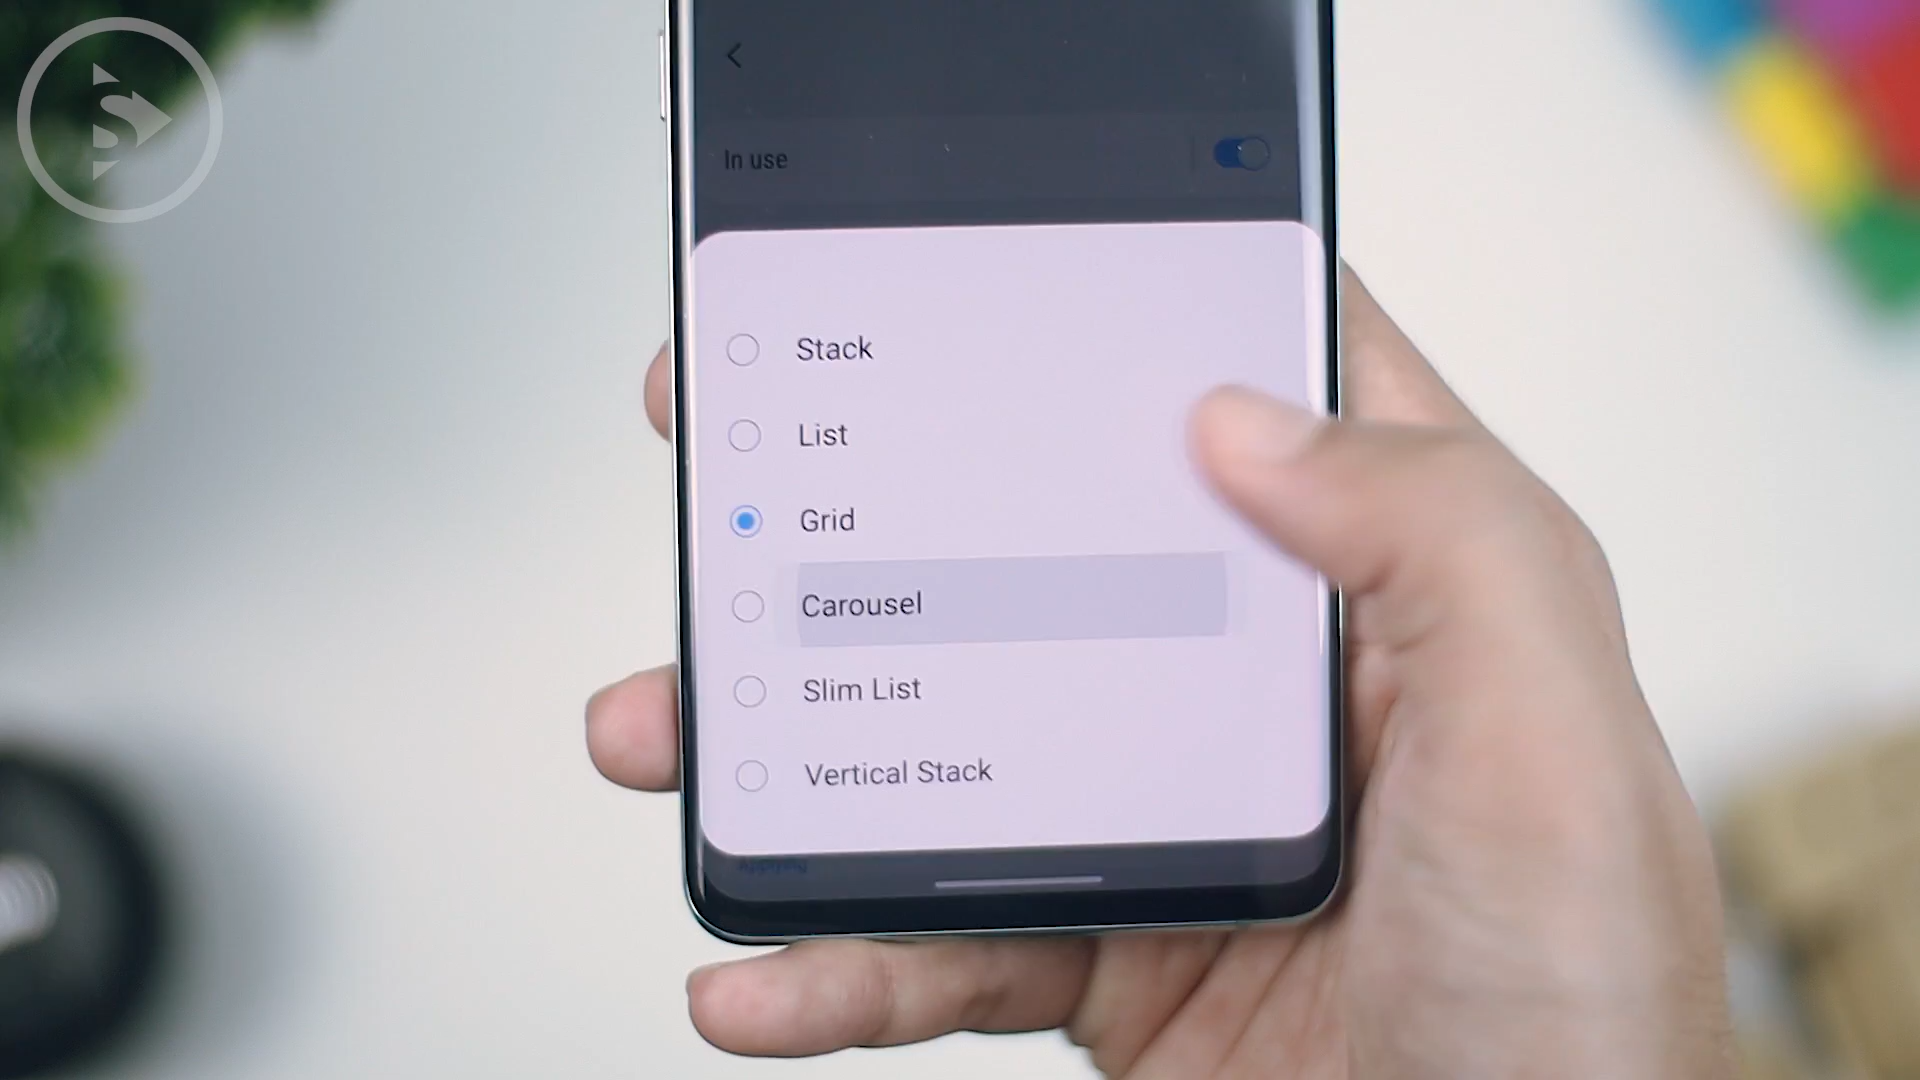 In use
Stack
List
Grid
Carousel
Slim List
Vertical Stack